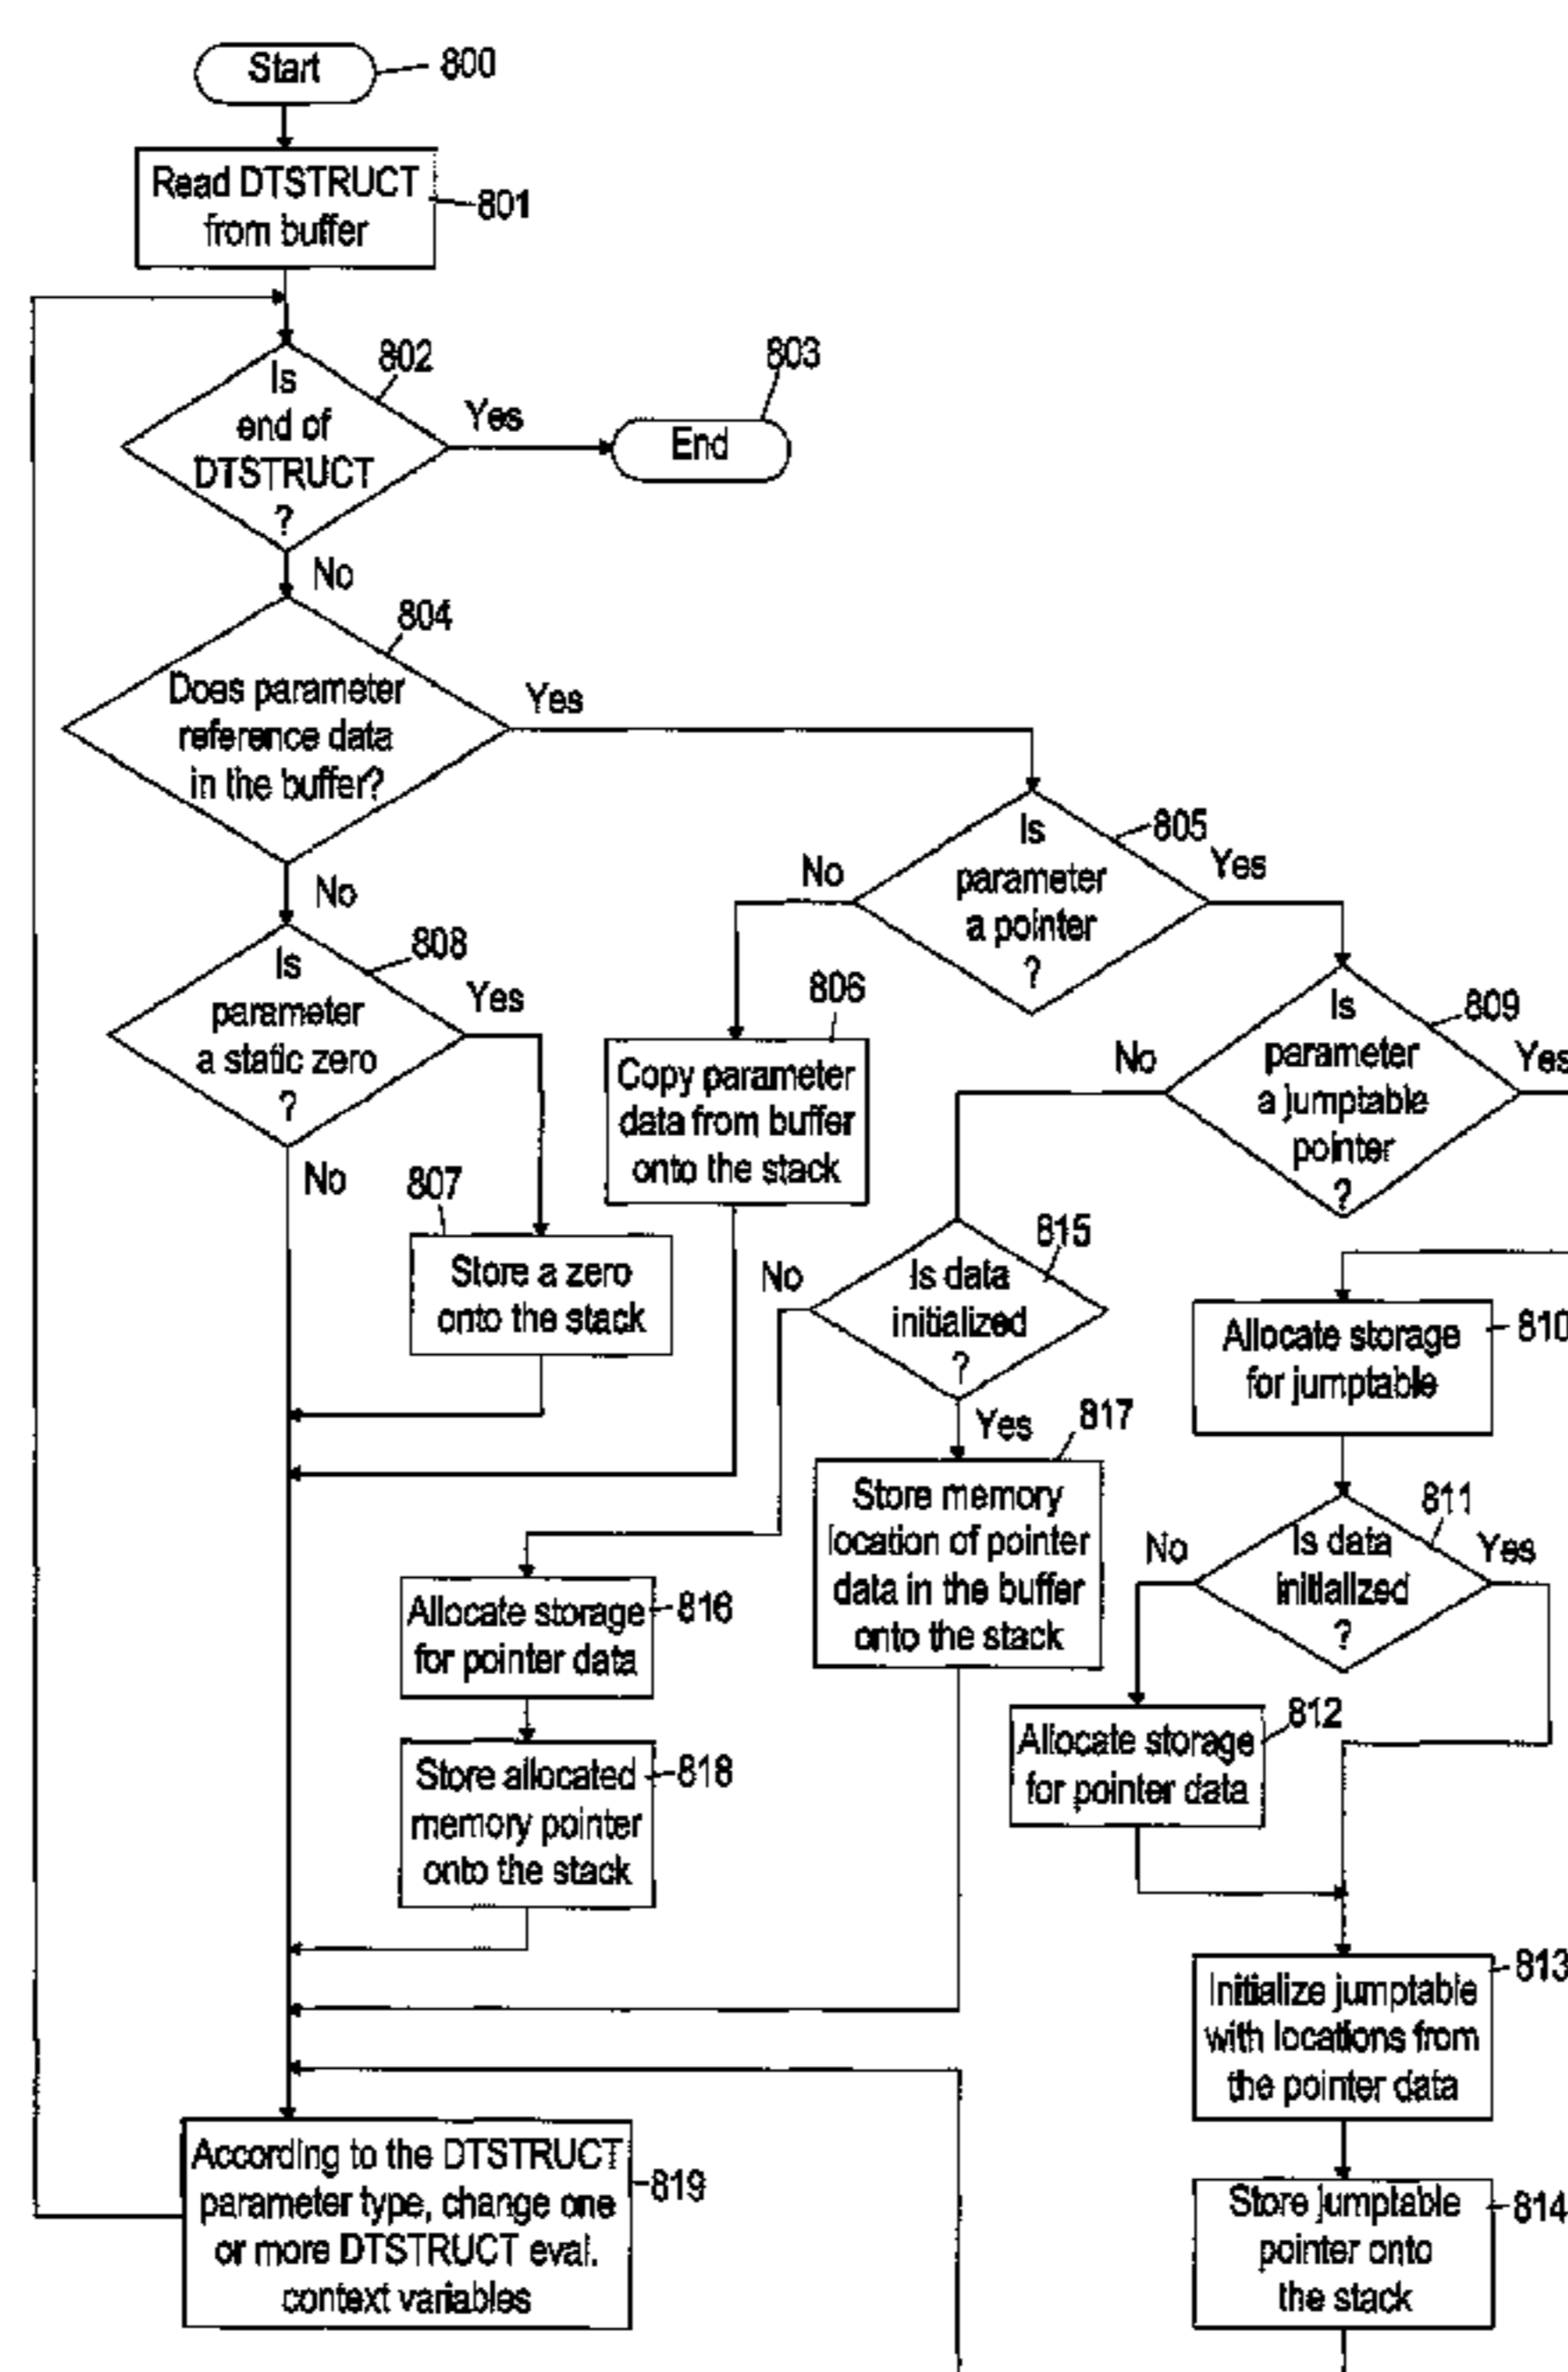 Start
800
Read DTSTRUCT
from buffer
801
Is
end of
DTSTRUCT
?
802
Yes
End
803
No
Does parameter
reference data
in the buffer?
804
Yes
Is
parameter
a pointer
?
805
No
Yes
No
Is
parameter
a static zero
?
808
Yes
806
Copy parameter
data from buffer
onto the stack
Is
parameter
a jumptable
pointer
?
809
No
Yes
No
807
Store a zero
onto the stack
Is data
initialized
?
815
No
Yes
Allocate storage
for jumptable
810
817
Store memory
location of pointer
data in the buffer
onto the stack
Is data
initialized
?
811
No
Yes
Allocate storage
for pointer data
816
Allocate storage
for pointer data
812
Store allocated
memory pointer
onto the stack
818
Initialize jumptable
with locations from
the pointer data
813
According to the DTSTRUCT
parameter type, change one
or more DTSTRUCT eval.
context variables
819
Store jumptable
pointer onto
the stack
814